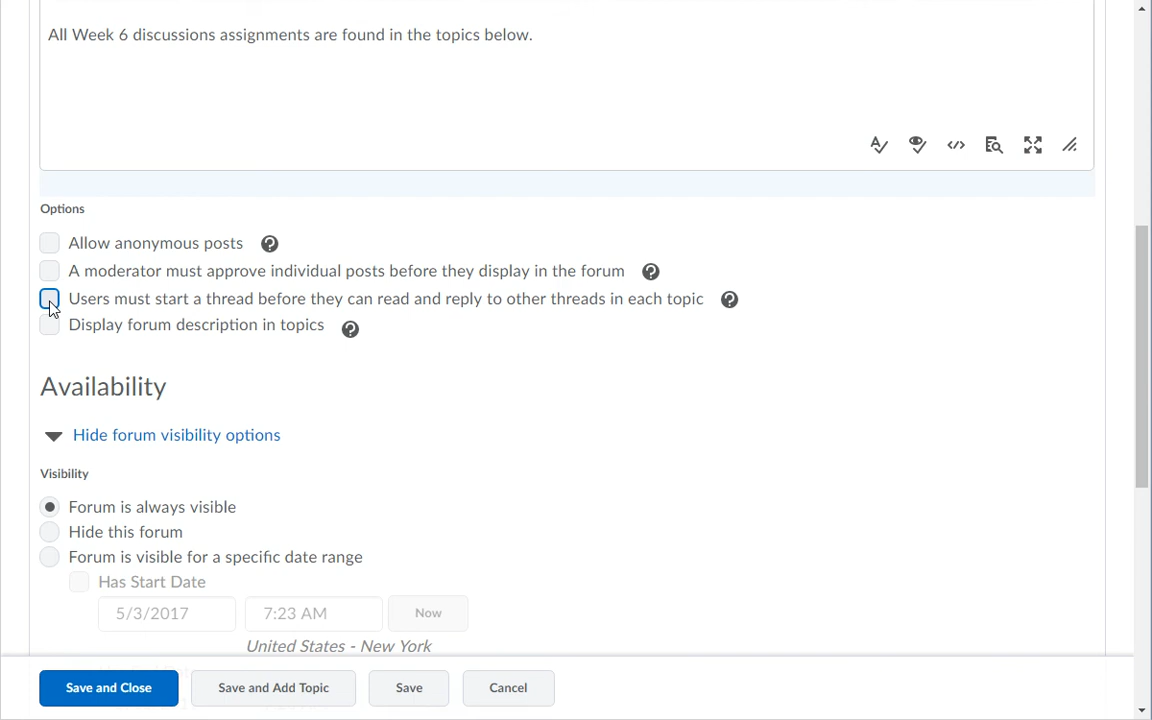 All Week 6 discussions assignments are found in the topics below.
Options
Allow anonymous posts
A moderator must approve individual posts before they display in the forum
Users must start a thread before they can read and reply to other threads in each topic
Display forum description in topics
Availability
Hide forum visibility options
Visibility
Forum is always visible
Hide this forum
Forum is visible for a specific date range
Has Start Date
5/3/2017 7:23 AM Now
United States - New York
Save and Close Save and Add Topic Save Cancel